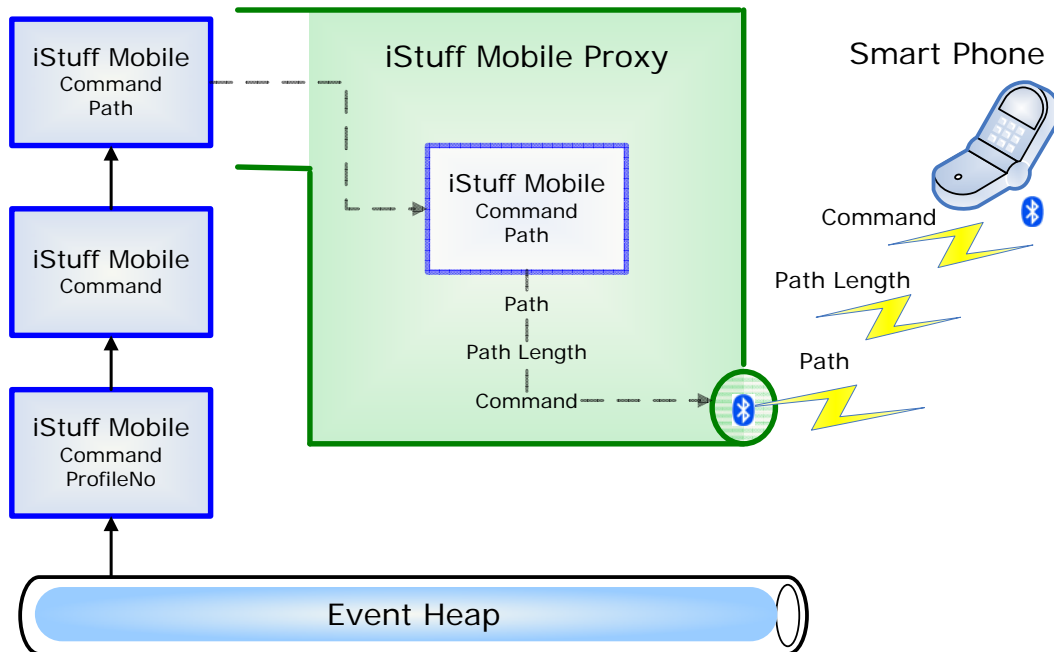 iStuff Mobile
Command
Path
iStuff Mobile
Command
iStuff Mobile
Command
ProfileNo
iStuff Mobile Proxy
iStuff Mobile
Command
Path
Path
Path Length
Command
Smart Phone
Command
Path Length
Path
Event Heap